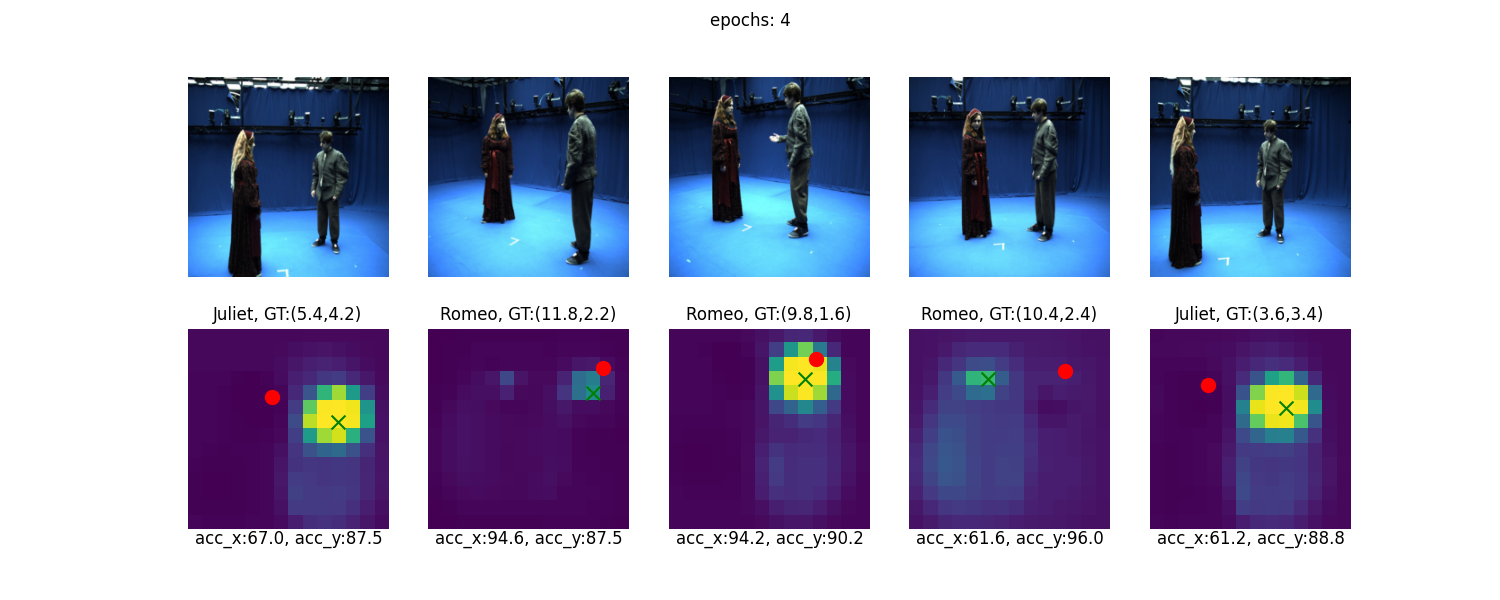 epochs: 4
Juliet, GT:(5.4,4.2)
Romeo, GT:(11.8,2.2)
Romeo, GT:(9.8,1.6)
Romeo, GT:(10.4,2.4)
Juliet, GT:(3.6,3.4)
acc_x:67.0, acc_y:87.5
acc_x:94.6, acc_y:87.5
acc_x:94.2, acc_y:90.2
acc_x:61.6, acc_y:96.0
acc_x:61.2, acc_y:88.8